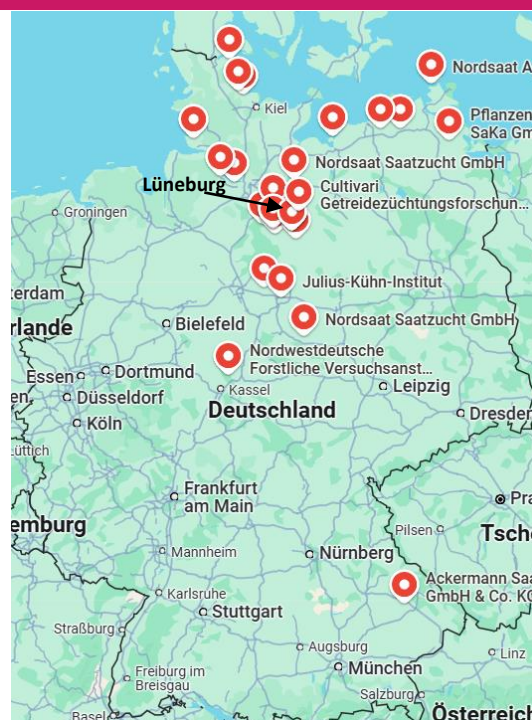 Kiel
Nordsaat A
Pflanzen
SaKa Gm
Nordsaat Saatzucht GmbH
Lüneburg
Cultivari
Getreidezüchtungsforschun...
Groningen
Julius-Kühn-Institut
terdam
rlande
Bielefeld
Nordsaat Saatzucht GmbH
Nordwestdeutsche
Forstliche Versuchsanst...
Essen
Dortmund
en
Kassel
Leipzig
Düsseldorf
Deutschland
Dresden
Köln
üttich
Frankfurt
am Main
Pra
emburg
Pilsen
Tsche
Mannheim
Nürnberg
Ackermann Saa
GmbH & Co. KG
Karlsruhe
Stuttgart
Straßburg
Augsburg
Linz
München
Freiburg im
Breisgau
Salzburg
Basel
Österreich